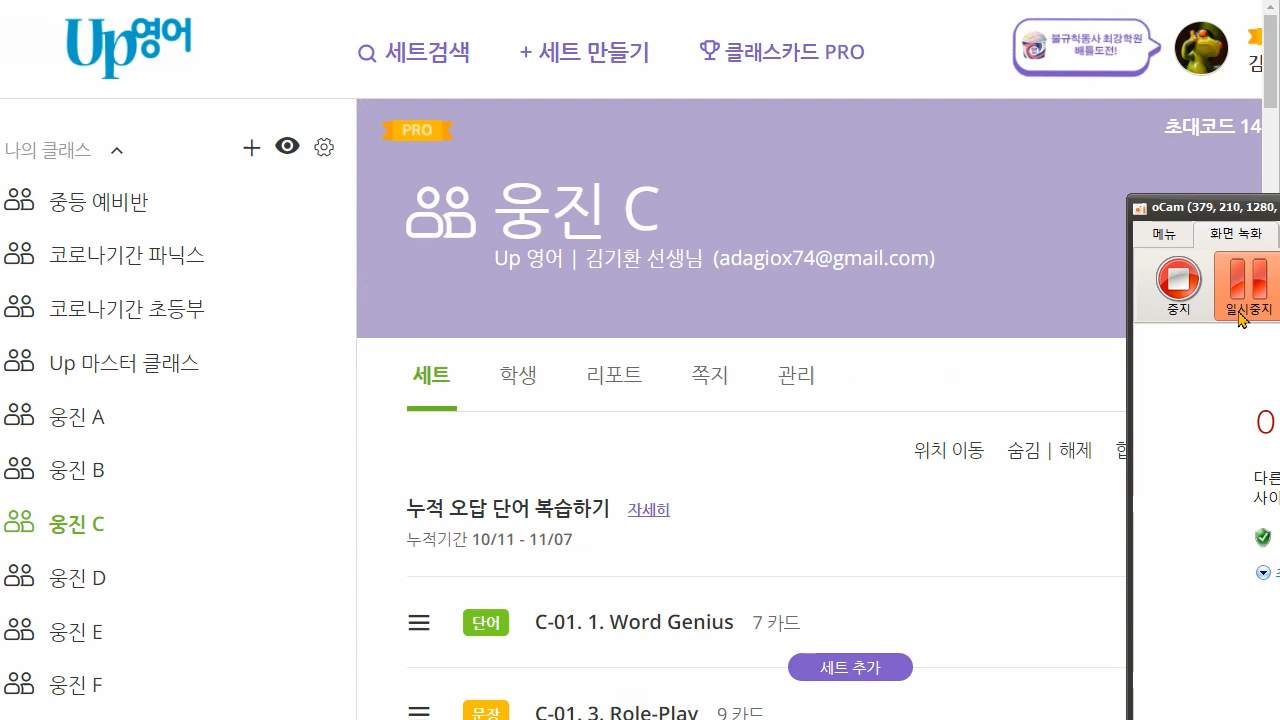 Up영어
세트검색
+ 세트 만들기
클래스카드 PRO
불규칙동사 최강학원
배틀도전!
김
나의 클래스
중등 예비반
코로나기간 파닉스
코로나기간 초등부
Up 마스터 클래스
웅진 A
웅진 B
웅진 C
웅진 D
웅진 E
웅진 F
PRO
초대코드 14
웅진 C
Up 영어 | 김기환 선생님 (adagiox74@gmail.com)
세트
학생
리포트
쪽지
관리
위치 이동
숨김 | 해제
누적 오답 단어 복습하기
자세히
누적기간 10/11 - 11/07
단어
C-01. 1. Word Genius
7 카드
세트 추가
문장
C-01. 3. Role-Play
9 카드
oCam (379, 210, 1280,
메뉴
화면 녹화
중지
일시중지
0
다른
사이